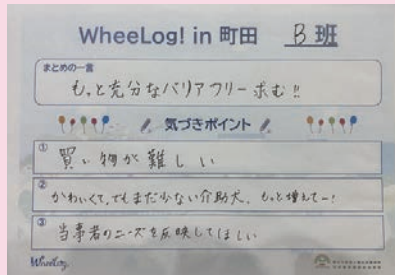 WheeLog! in 町田 B 班
まとめの一言
もっと充分なバリアフリー求む!!
気づきポイント
① 買い物が難しい
② かわいくて、でもまだ少ない介助犬、もっと増えてー!
③ 当事者のニーズを反映してほしい
WheeLog!